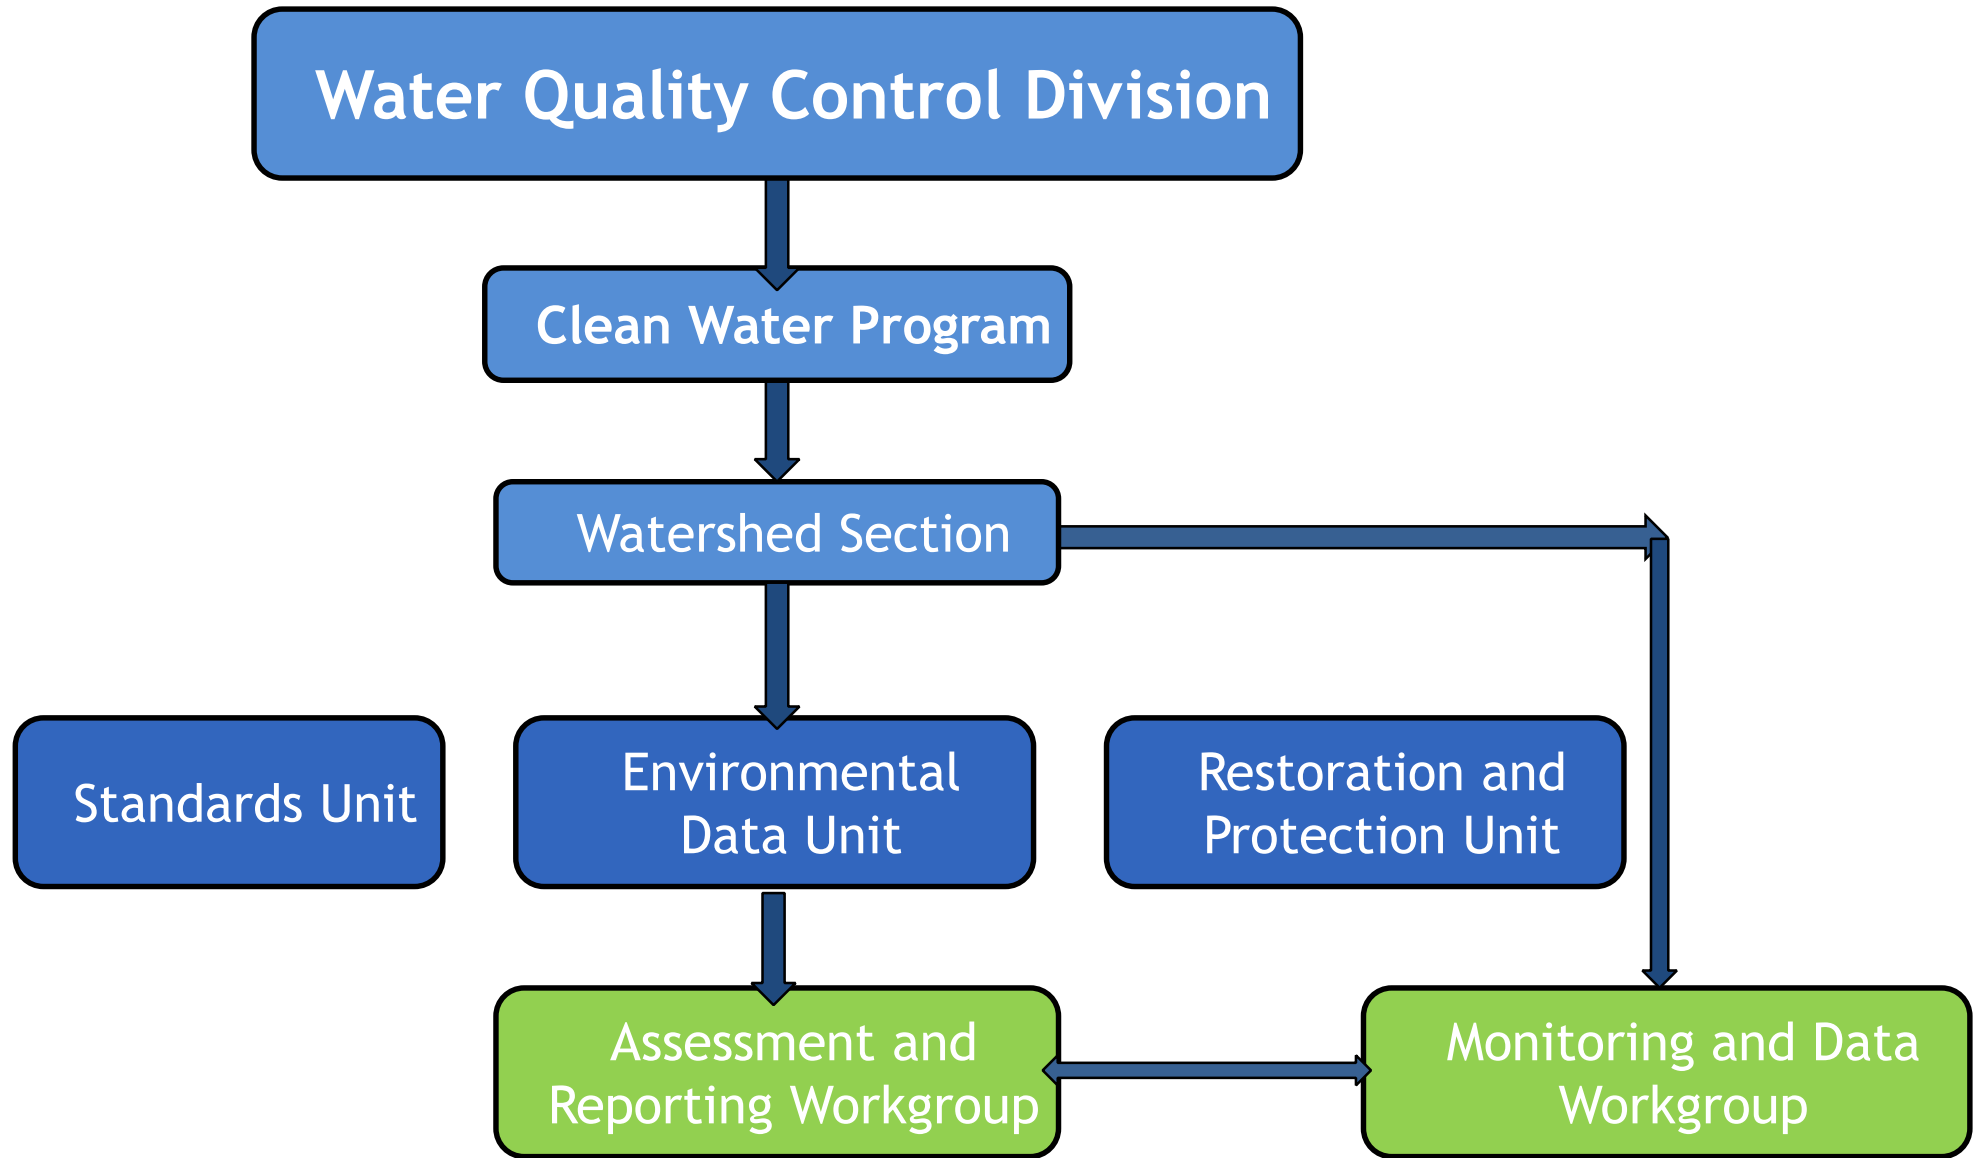 Water Quality Control Division
Clean Water Program
Watershed Section
Standards Unit
Environmental
Data Unit
Restoration and
Protection Unit
Assessment and
Reporting Workgroup
Monitoring and Data
Workgroup